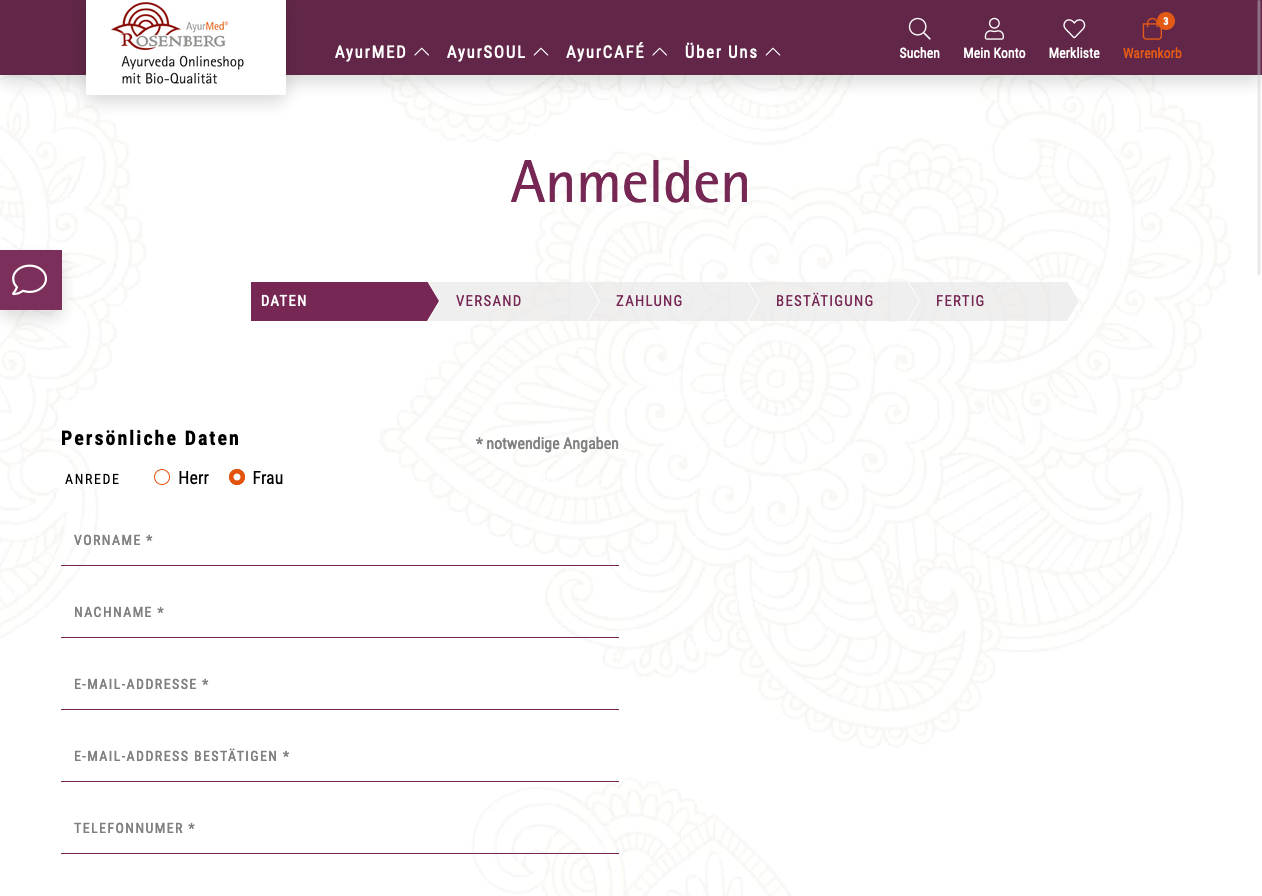 AyurMed®
ROSENBERG
Ayurveda Onlineshop
mit Bio-Qualität
AyurMED AyurSOUL AyurCAFÉ Über Uns
Suchen Mein Konto Merkliste 3 Warenkorb
Anmelden
DATEN VERSAND ZAHLUNG BESTÄTIGUNG FERTIG
Persönliche Daten
* notwendige Angaben
ANREDE Herr Frau
VORNAME *
NACHNAME *
E-MAIL-ADDRESSE *
E-MAIL-ADDRESS BESTÄTIGEN *
TELEFONNUMER *